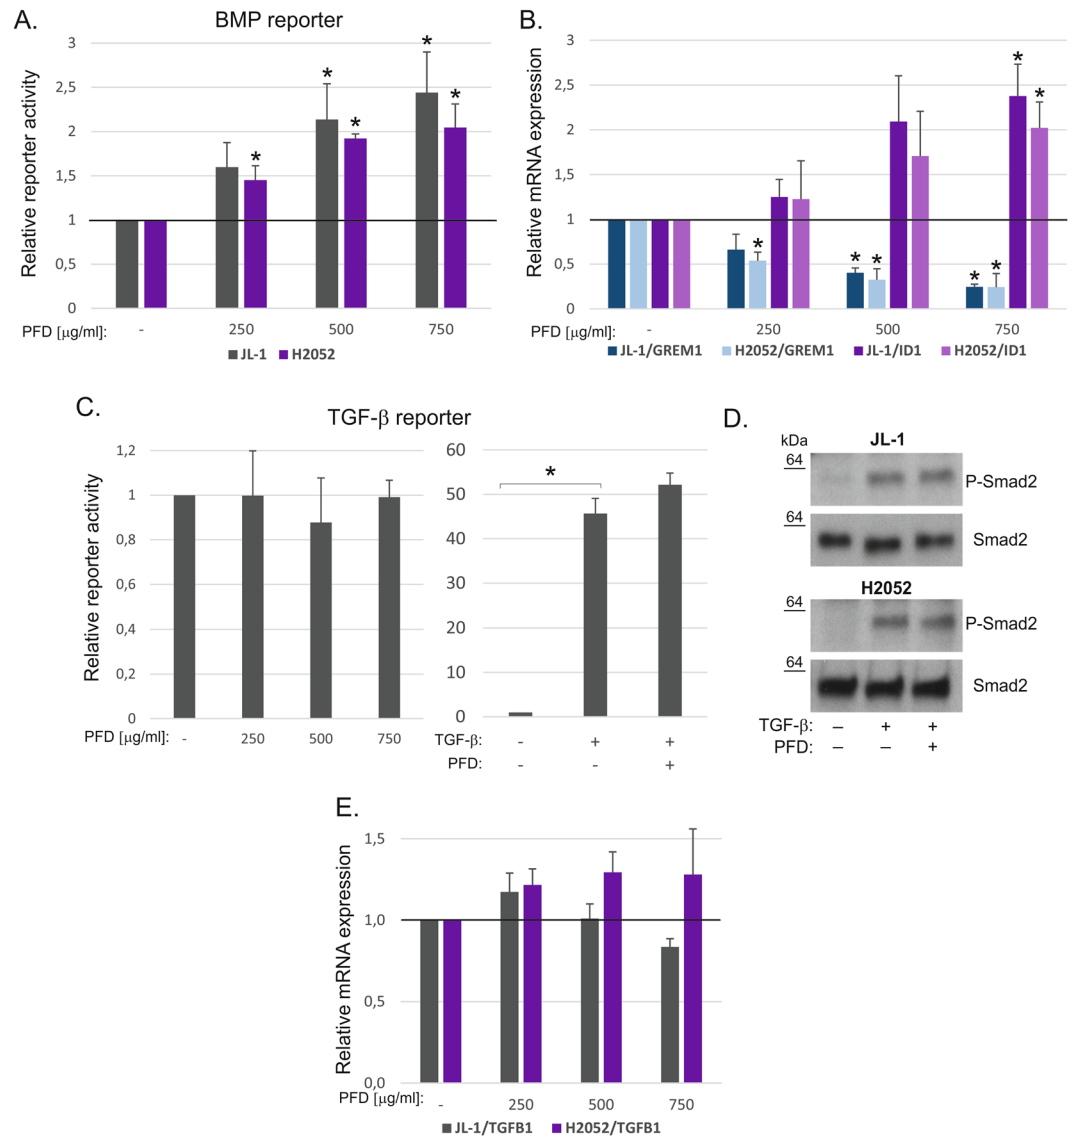 A.
BMP reporter
Relative reporter activity
3
2,5
2
1,5
1
0,5
0
* * * * *
PFD [μg/ml]: - 250 500 750
JL-1 H2052
B.
Relative mRNA expression
3
2,5
2
1,5
1
0,5
0
* * * * * * *
- 250 500 750
JL-1/GREM1 H2052/GREM1 JL-1/ID1 H2052/ID1
C.
TGF-β reporter
Relative reporter activity
1,2
1
0,8
0,6
0,4
0,2
0
PFD [μg/ml]: - 250 500 750
60
50
40
30
20
10
0
*
TGF-β: - + +
PFD: - - +
D.
kDa JL-1
64 P-Smad2
64 Smad2
H2052
64 P-Smad2
64 Smad2
TGF-β: – + +
PFD: – – +
E.
Relative mRNA expression
1,5
1,0
0,5
0,0
PFD [μg/ml]: - 250 500 750
JL-1/TGFB1 H2052/TGFB1